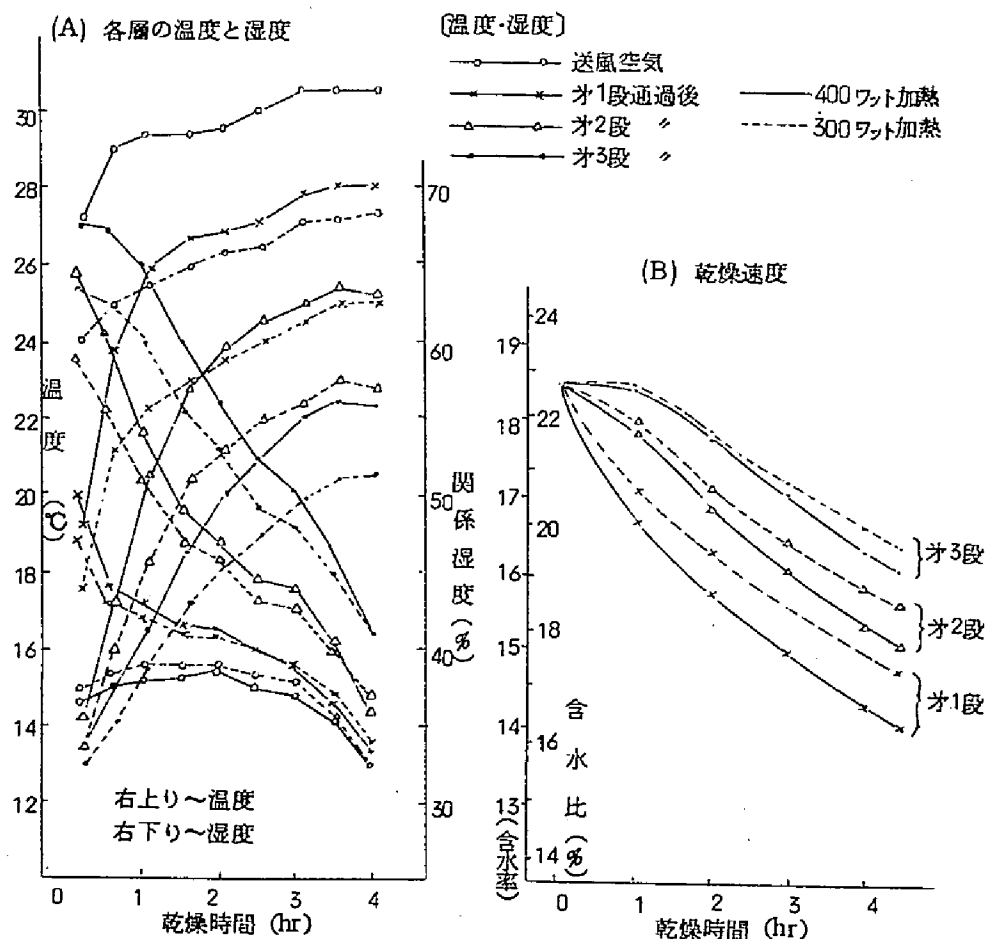 (A) 各層の温度と湿度
〔温度・湿度〕
送風空気
才1段通過後
才2段 〃
才3段 〃
400ワット加熱
300ワット加熱
30
28
26
24
22
20
18
16
14
12
温度(℃)
70
60
50
40
30
関係湿度(%)
右上り〜温度
右下り〜湿度
0 1 2 3 4
乾燥時間 (hr)
(B) 乾燥速度
24
22
20
18
16
14
19
18
17
16
15
14
13
含水比(%)
(含水率)
才3段
才2段
才1段
0 1 2 3 4
乾燥時間 (hr)